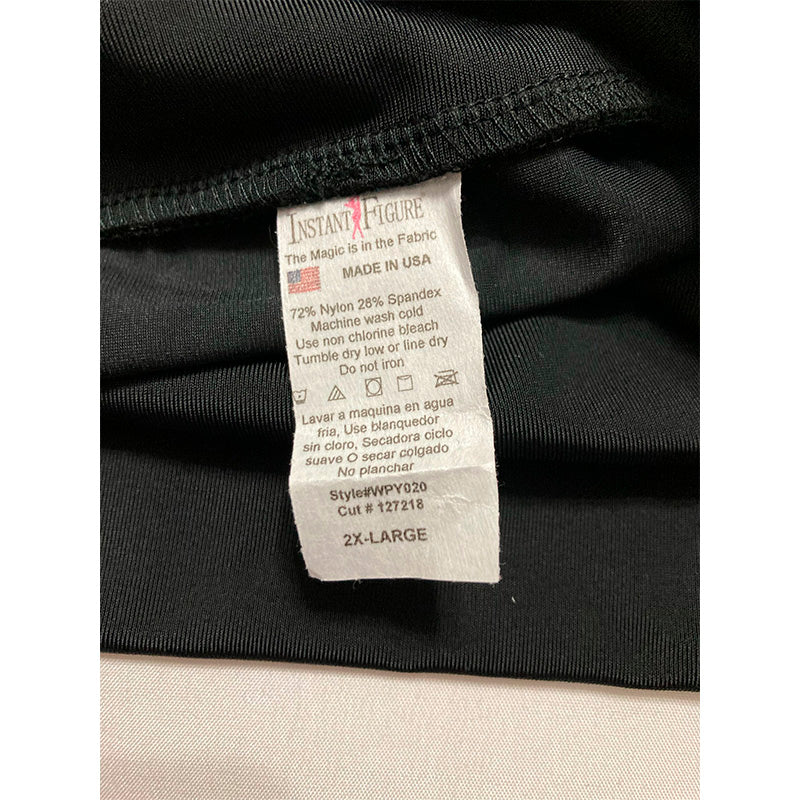 INSTANT FIGURE
The Magic is in the Fabric
MADE IN USA
72% Nylon 28% Spandex
Machine wash cold
Use non chlorine bleach
Tumble dry low or line dry
Do not iron
Lavar a maquina en agua
fria, Use blanquedor
sin cloro, Secadora ciclo
suave O secar colgado
No planchar
Style#WPY020
Cut # 127218
2X-LARGE